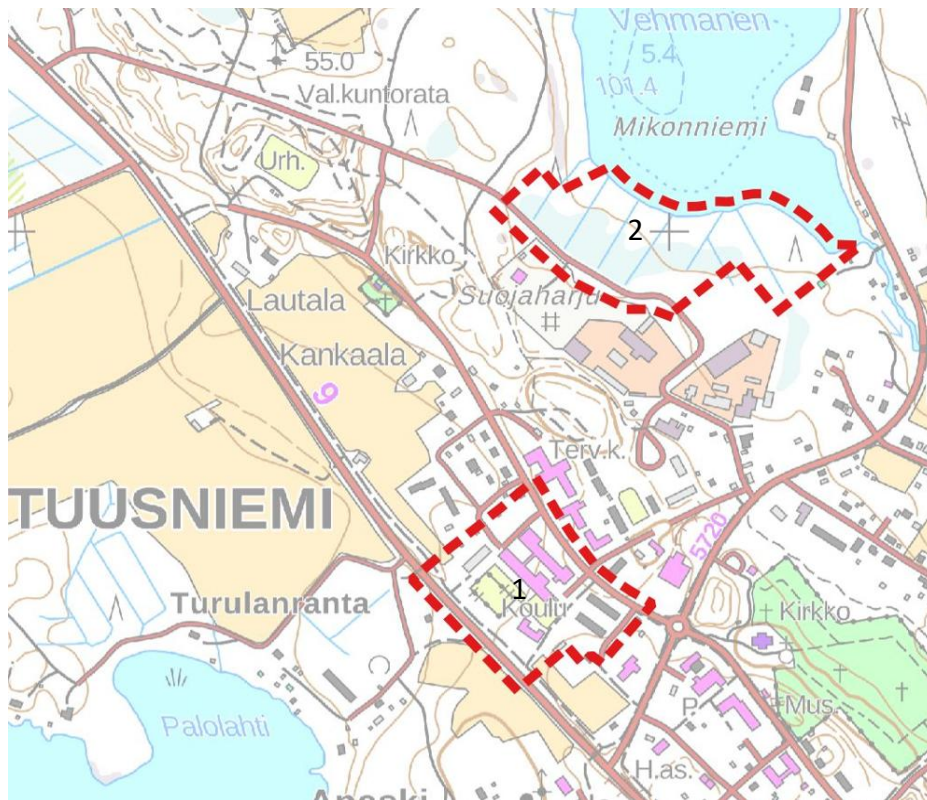 Vehmanen
5.4
101.4
55.0
Val.kuntorata
Mikonniemi
Urh.
2
Kirkko
Suojaharju
Lautala
Kankaala
9
Terv.k.
TUUSNIEMI
5720
1
Koulu
Turulanranta
Kirkko
Palolahti
P.
Mus.
H.as.